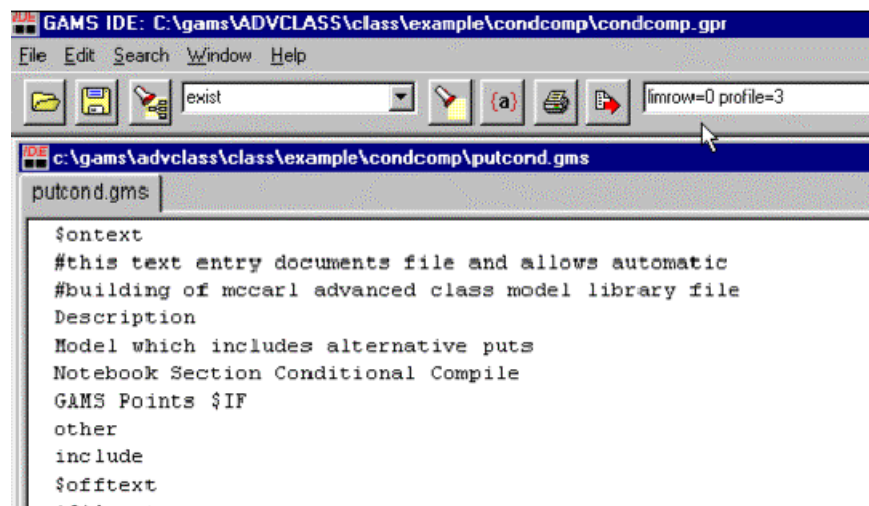 IDE GAMS IDE: C:\gams\ADVCLASS\class\example\condcomp\condcomp.gpr
File Edit Search Window Help
exist {a} limrow=0 profile=3
IDE c:\gams\advclass\class\example\condcomp\putcond.gms
putcond.gms
$ontext
#this text entry documents file and allows automatic
#building of mccarl advanced class model library file
Description
Model which includes alternative puts
Notebook Section Conditional Compile
GAMS Points $IF
other
include
$offtext